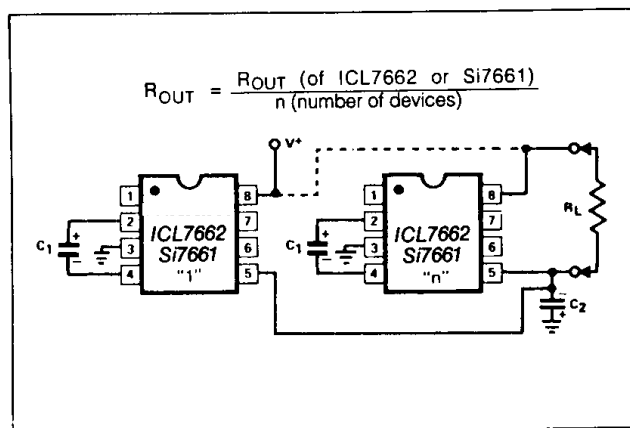 ROUT = ROUT (of ICL7662 or Si7661)
n (number of devices)
V+
1 8 1 8
2 7 2 7
C1 + 3 6 C1 + 3 6
− 4 5 − 4 5
ICL7662 ICL7662
Si7661 Si7661
"1" "n"
RL
− C2
+